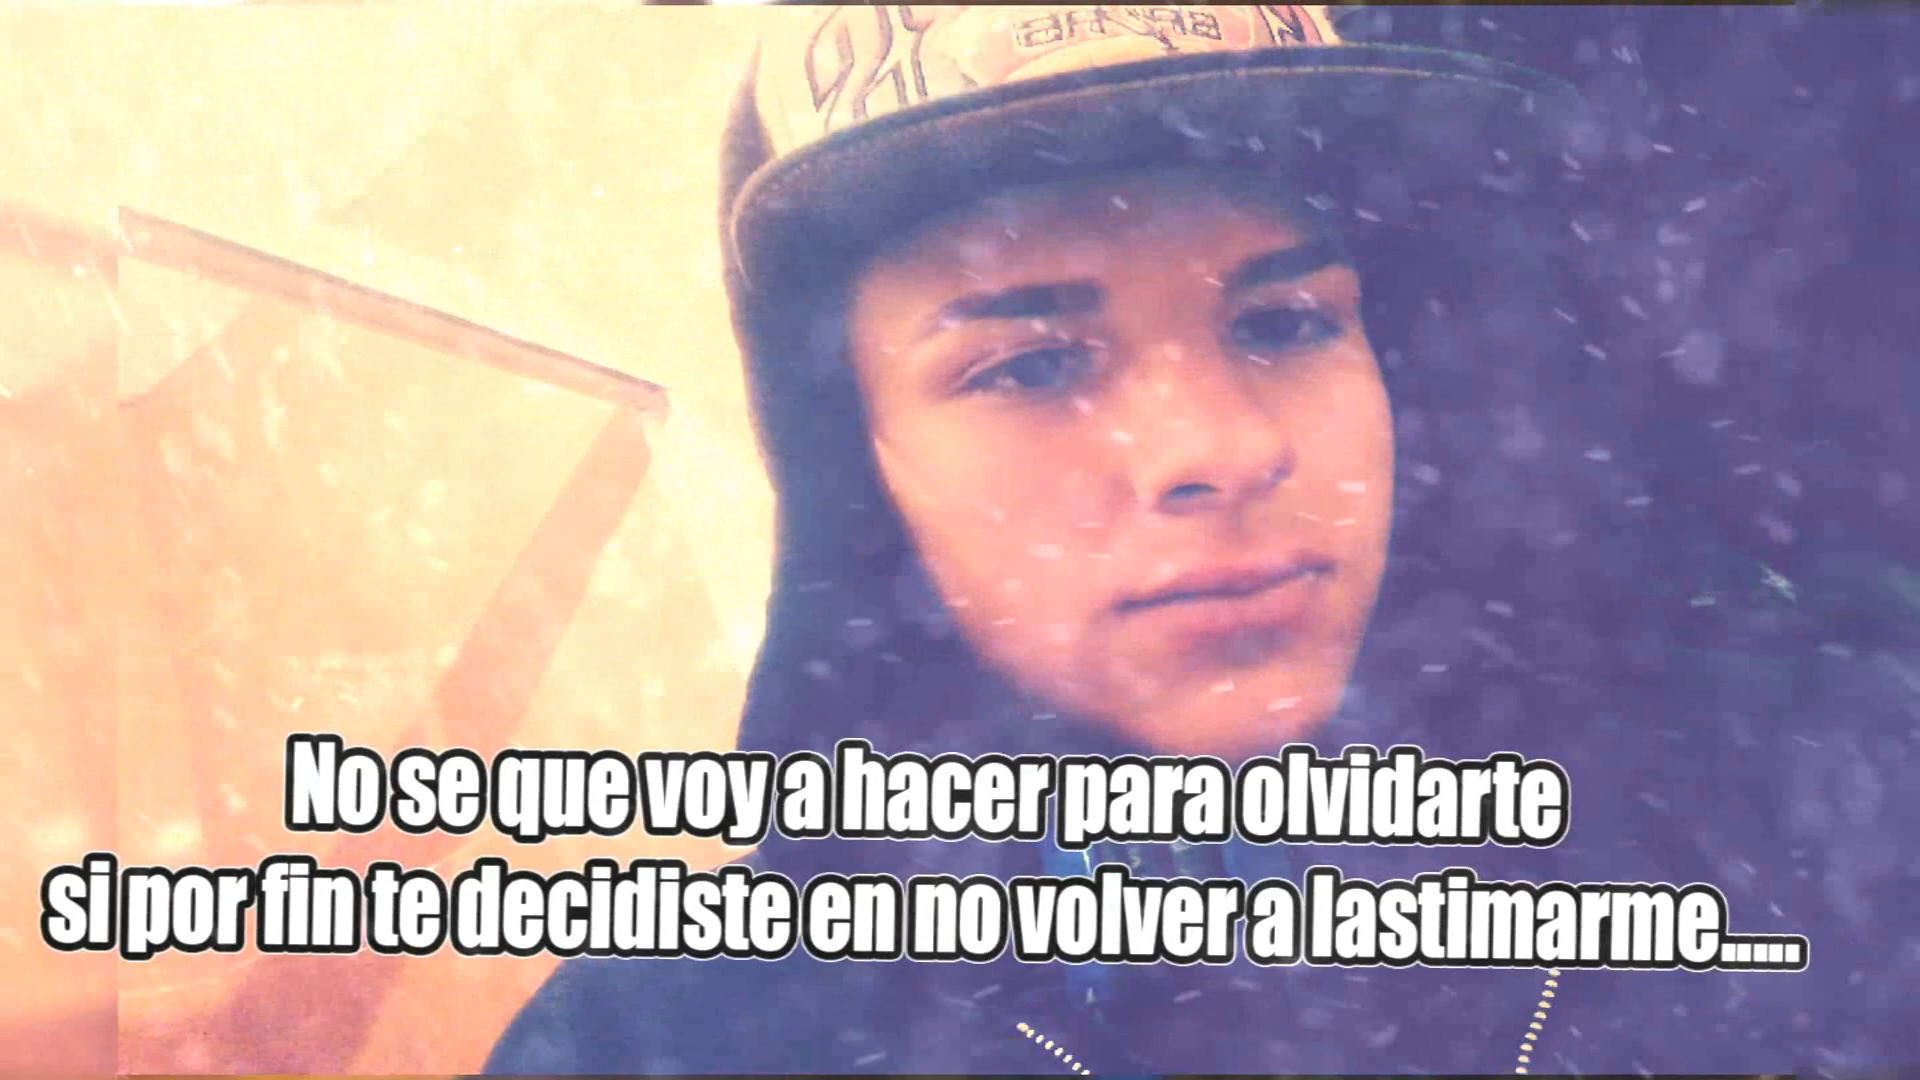 No se que voy a hacer para olvidarte
si por fin te decidiste en no volver a lastimarme.....